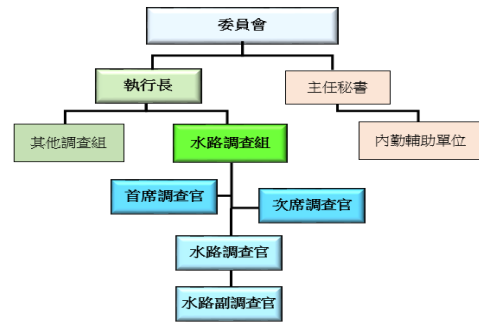 委員會
執行長
主任秘書
其他調查組
水路調查組
內勤輔助單位
首席調查官
次席調查官
水路調查官
水路副調查官